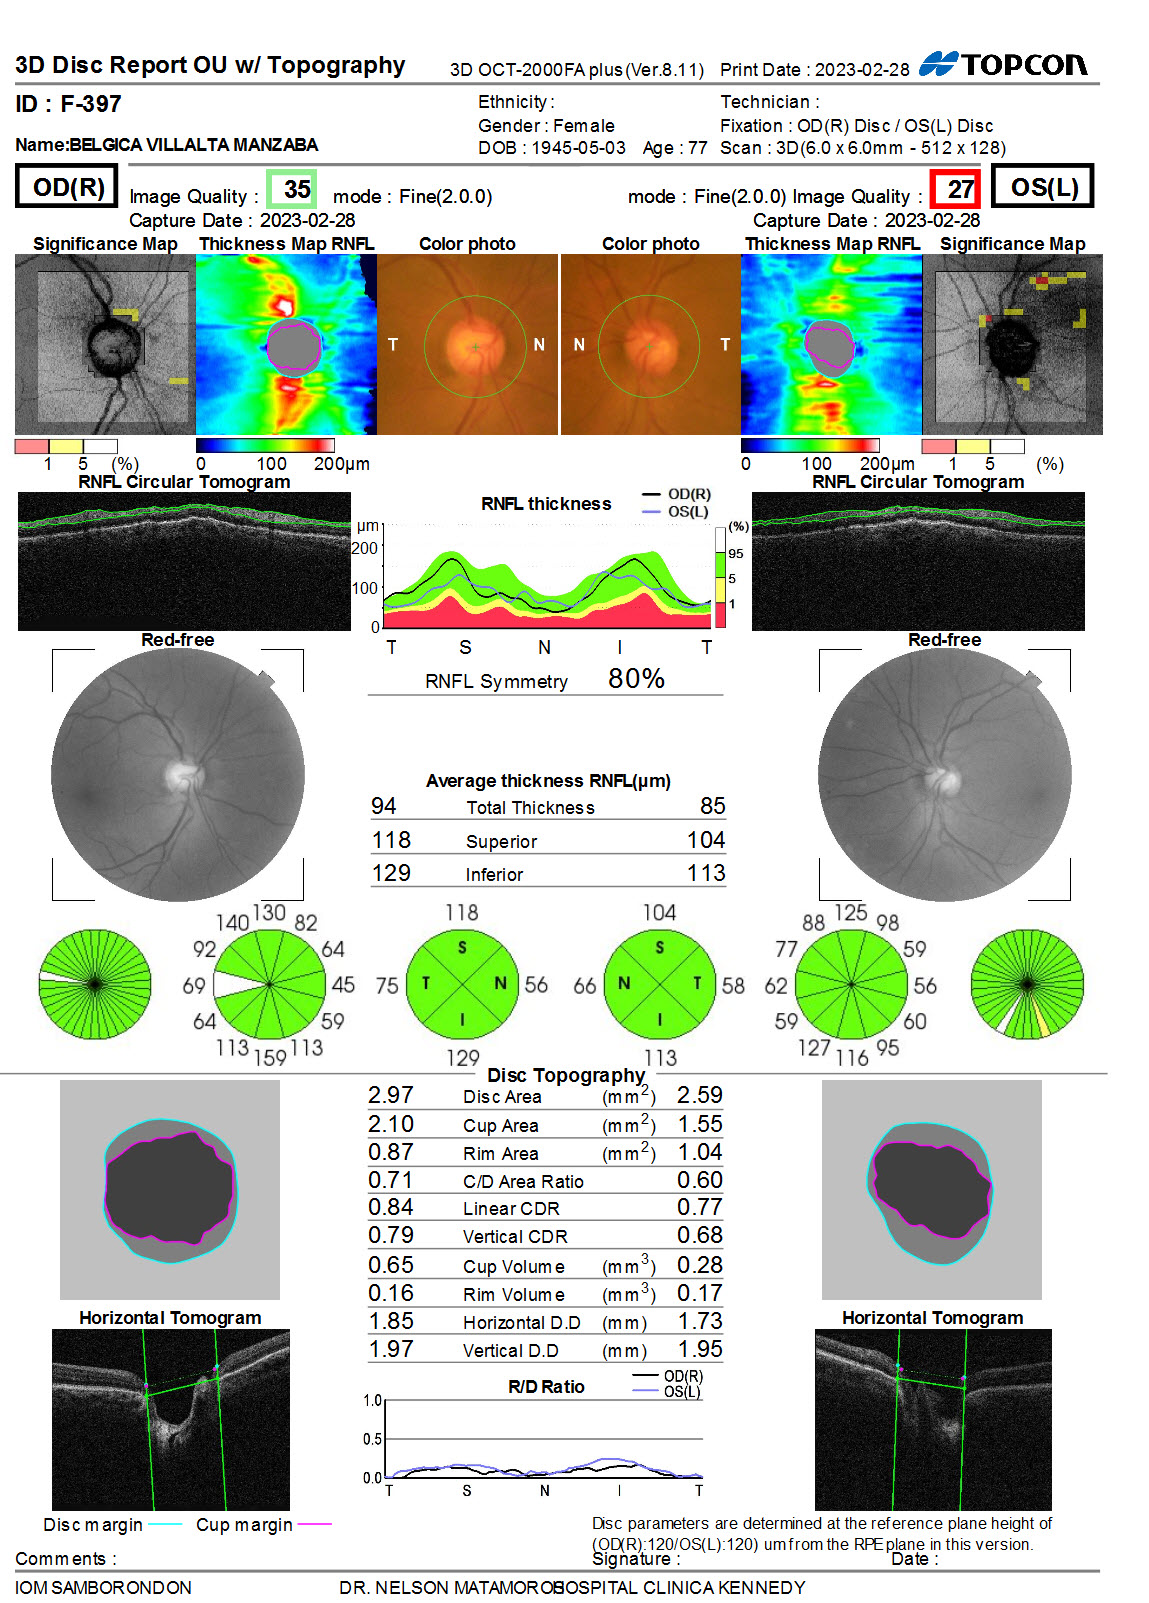 3D Disc Report OU w/ Topography 3D OCT-2000FA plus(Ver.8.11) Print Date : 2023-02-28 TOPCON
ID : F-397
Ethnicity : Technician :
Gender : Female Fixation : OD(R) Disc / OS(L) Disc
Name:BELGICA VILLALTA MANZABA DOB : 1945-05-03 Age : 77 Scan : 3D(6.0 x 6.0mm - 512 x 128)
OD(R) Image Quality : 35 mode : Fine(2.0.0) mode : Fine(2.0.0) Image Quality : 27 OS(L)
Capture Date : 2023-02-28 Capture Date : 2023-02-28
Significance Map Thickness Map RNFL Color photo Color photo Thickness Map RNFL Significance Map
T N N T
1 5 (%) 0 100 200µm 0 100 200µm 1 5 (%)
RNFL Circular Tomogram RNFL Circular Tomogram
RNFL thickness OD(R)
OS(L)
µm (%)
200 95
100 5
1
0
T S N I T
Red-free Red-free
RNFL Symmetry 80%
Average thickness RNFL(µm)
94 Total Thickness 85
118 Superior 104
129 Inferior 113
140 130 82 118 104 88 125 98
92 64 S S 77 59
69 45 75 T N 56 66 N T 58 62 56
64 59 I I 59 60
113 159 113 129 113 127 116 95
Disc Topography
2.97 Disc Area (mm2) 2.59
2.10 Cup Area (mm2) 1.55
0.87 Rim Area (mm2) 1.04
0.71 C/D Area Ratio 0.60
0.84 Linear CDR 0.77
0.79 Vertical CDR 0.68
0.65 Cup Volume (mm3) 0.28
0.16 Rim Volume (mm3) 0.17
1.85 Horizontal D.D (mm) 1.73
1.97 Vertical D.D (mm) 1.95
Horizontal Tomogram Horizontal Tomogram
R/D Ratio OD(R)
OS(L)
1.0
0.5
0.0
T S N I T
Disc margin Cup margin
Disc parameters are determined at the reference plane height of
(OD(R):120/OS(L):120) um from the RPE plane in this version.
Comments : Signature : Date :
IOM SAMBORONDON DR. NELSON MATAMOROS HOSPITAL CLINICA KENNEDY